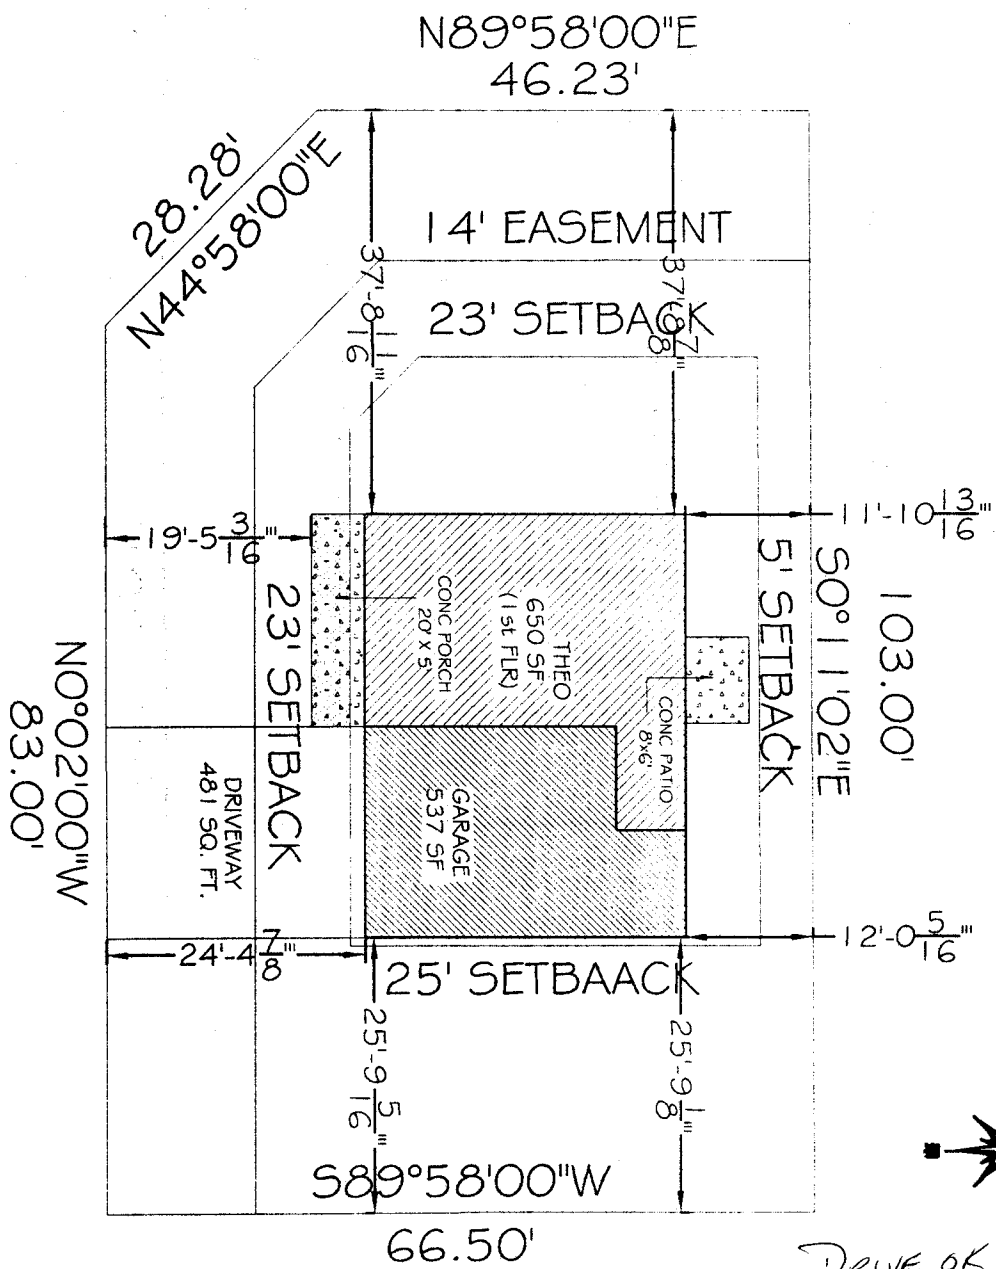 N89°58'00"E
46.23'
28.28'
N44°58'00"E
14' EASEMENT
37'-8 11/16"
37'-8 7/8"
23' SETBACK
11'-10 13/16"
19'-5 3/16"
5' SETBACK
S0°11'02"E
103.00'
CONC PORCH
20' X 5'
THEO
650 SF
(1st FLR)
CONC PATIO
8x6'
23' SETBACK
N0°02'00"W
83.00'
DRIVEWAY
481 SQ. FT.
GARAGE
537 SF
12'-0 5/16"
24'-4 7/8"
25' SETBAACK
25'-9 5/16"
25'-9 1/8"
S89°58'00"W
66.50'
DRIVE OK